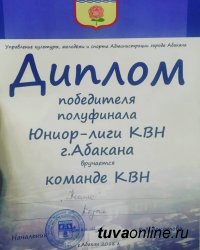 Управление культуры, молодежи и спорта Администрации города Абакана
Диплом
победителя
полуфинала
Юниор-лиги КВН
г.Абакана
вручается
команде КВН
Начальник
г.Абакан
tuvaonline.ru